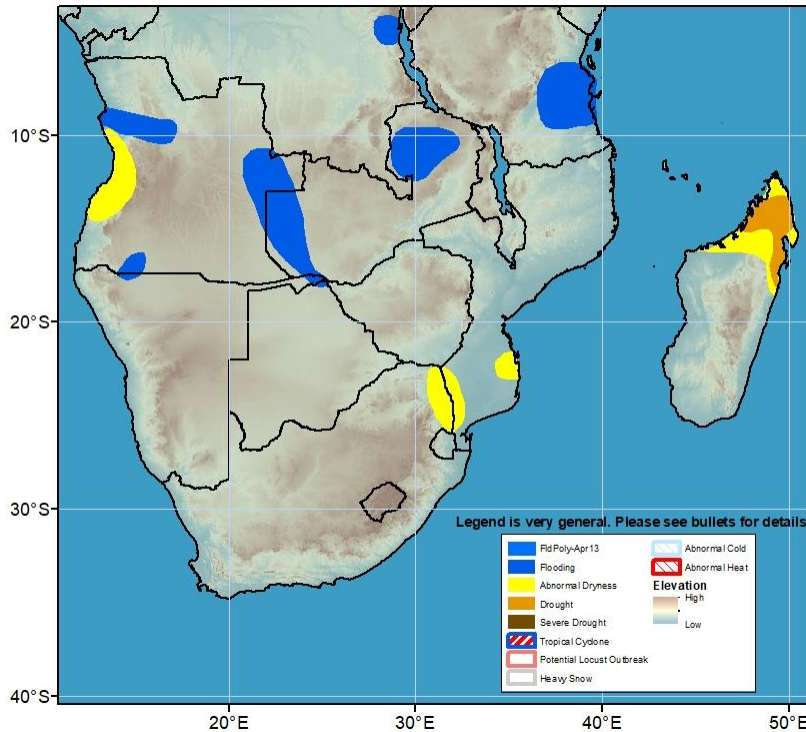 10°S
20°S
30°S
40°S
20°E
30°E
40°E
50°E
Legend is very general. Please see bullets for details
FldPoly-Apr13
Flooding
Abnormal Dryness
Drought
Severe Drought
Tropical Cyclone
Potential Locust Outbreak
Heavy Snow
Abnormal Cold
Abnormal Heat
Elevation
High
Low